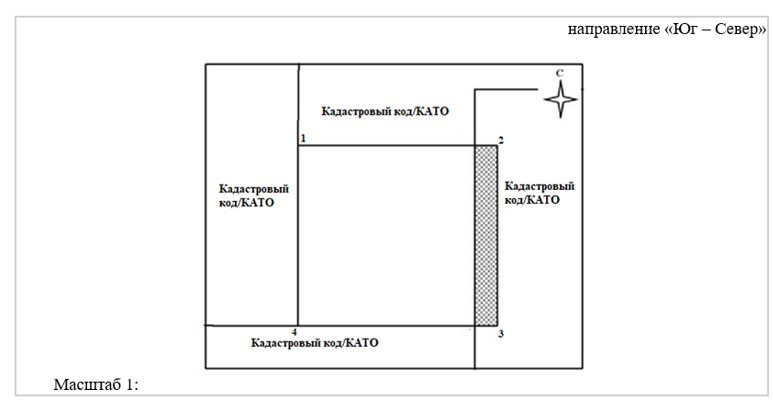 направление «Юг – Север»
С
Кадастровый код/КАТО
1
2
Кадастровый
код/КАТО
Кадастровый
код/КАТО
4
3
Кадастровый код/КАТО
Масштаб 1: